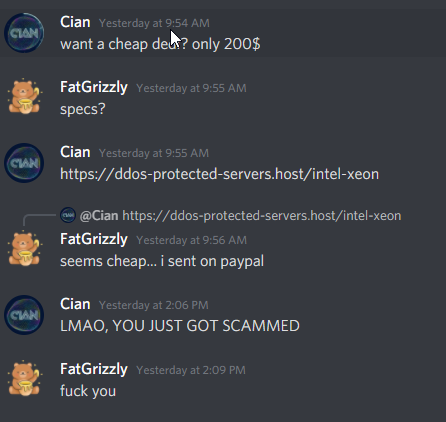 Cian Yesterday at 9:54 AM
want a cheap dedi? only 200$
FatGrizzly Yesterday at 9:55 AM
specs?
Cian Yesterday at 9:55 AM
https://ddos-protected-servers.host/intel-xeon
@Cian https://ddos-protected-servers.host/intel-xeon
FatGrizzly Yesterday at 9:56 AM
seems cheap... i sent on paypal
Cian Yesterday at 2:06 PM
LMAO, YOU JUST GOT SCAMMED
FatGrizzly Yesterday at 2:09 PM
fuck you